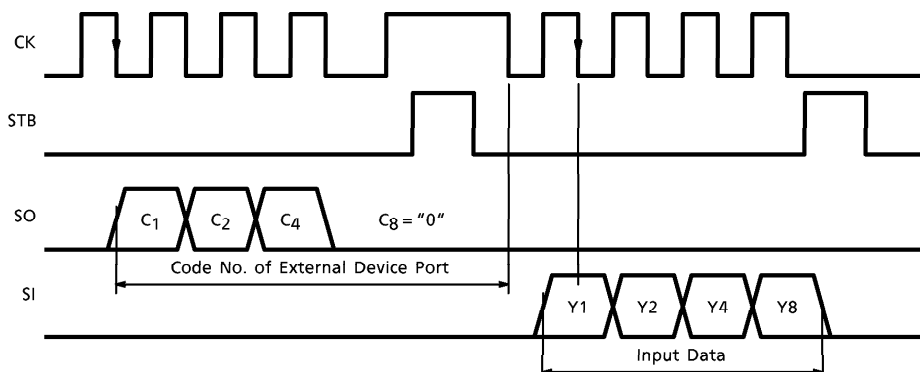 CK
STB
SO
C1
C2
C4
C8 = "0"
Code No. of External Device Port
SI
Y1
Y2
Y4
Y8
Input Data